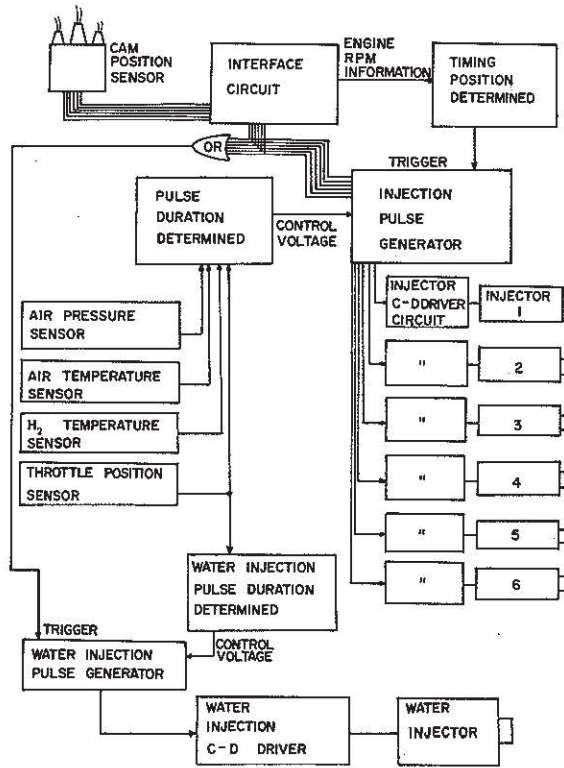 CAM
POSITION
SENSOR
INTERFACE
CIRCUIT
ENGINE
RPM
INFORMATION
TIMING
POSITION
DETERMINED
OR
TRIGGER
PULSE
DURATION
DETERMINED
CONTROL
VOLTAGE
INJECTION
PULSE
GENERATOR
INJECTOR
C-D DRIVER
CIRCUIT
INJECTOR
1
AIR PRESSURE
SENSOR
" 2
AIR TEMPERATURE
SENSOR
" 3
H₂ TEMPERATURE
SENSOR
THROTTLE POSITION
SENSOR
" 4
" 5
WATER INJECTION
PULSE DURATION
DETERMINED
" 6
TRIGGER
CONTROL
VOLTAGE
WATER INJECTION
PULSE GENERATOR
WATER
INJECTION
C-D DRIVER
WATER
INJECTOR